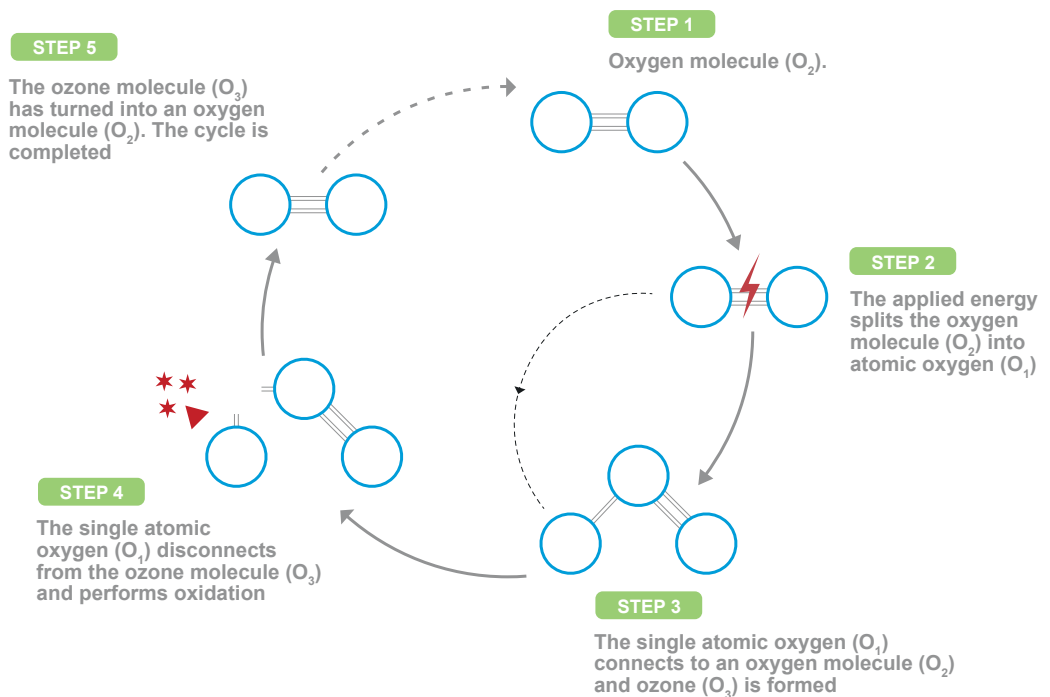 STEP 1
Oxygen molecule (O₂).
STEP 2
The applied energy
splits the oxygen
molecule (O₂) into
atomic oxygen (O₁)
STEP 3
The single atomic oxygen (O₁)
connects to an oxygen molecule (O₂)
and ozone (O₃) is formed
STEP 4
The single atomic
oxygen (O₁) disconnects
from the ozone molecule (O₃)
and performs oxidation
STEP 5
The ozone molecule (O₃)
has turned into an oxygen
molecule (O₂). The cycle is
completed